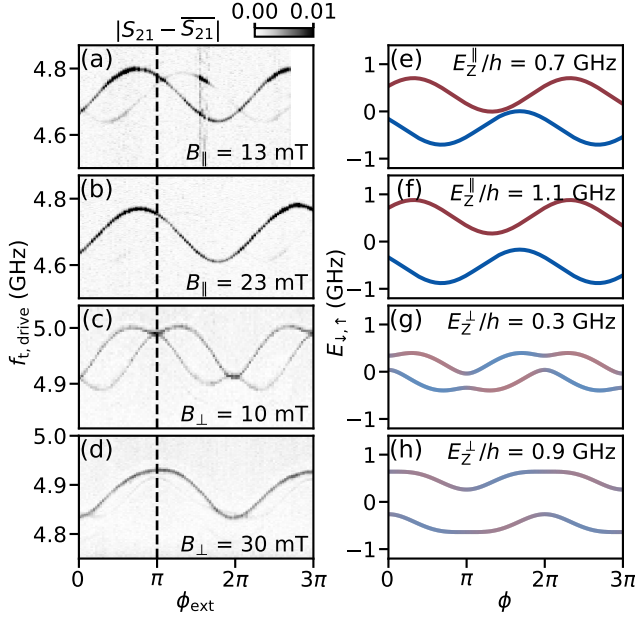 |S₂₁ − S̅₂₁|
0.00 0.01
(a)
4.8
4.6
B∥ = 13 mT
(b)
4.8
4.6
B∥ = 23 mT
(c)
5.0
4.9
B⊥ = 10 mT
(d)
5.0
4.9
4.8
B⊥ = 30 mT
0 π 2π 3π
ϕext
ft,drive (GHz)
(e)
E∥Z/h = 0.7 GHz
1
0
−1
(f)
E∥Z/h = 1.1 GHz
1
0
−1
(g)
E⊥Z/h = 0.3 GHz
1
0
−1
(h)
E⊥Z/h = 0.9 GHz
1
0
−1
0 π 2π 3π
ϕ
E↓,↑ (GHz)